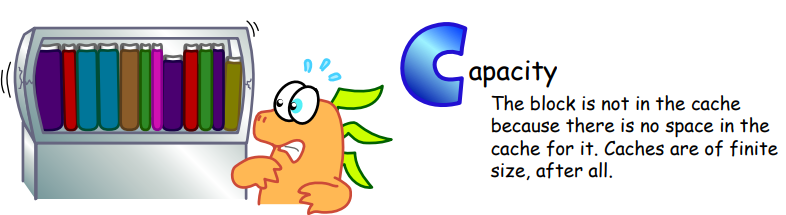 Capacity
The block is not in the cache
because there is no space in the
cache for it. Caches are of finite
size, after all.